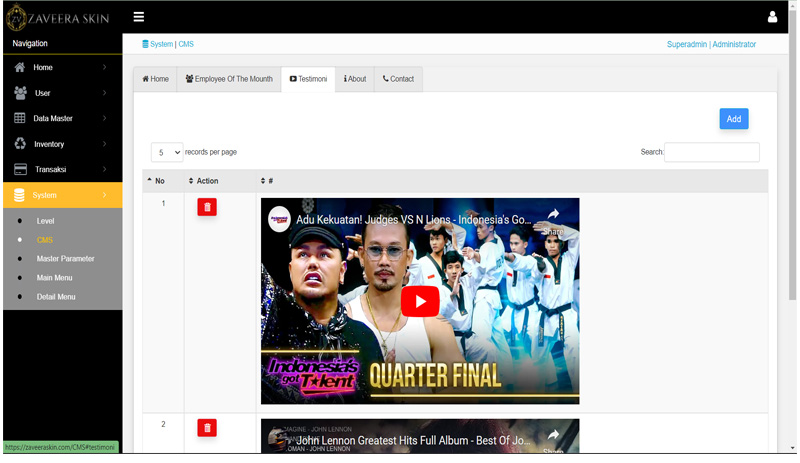 ZV ZAVEERA SKIN
Navigation
System | CMS
Superadmin | Administrator
Home
User
Data Master
Inventory
Transaksi
System
Level
CMS
Master Parameter
Main Menu
Detail Menu
Home
Employee Of The Mounth
Testimoni
About
Contact
Add
5 records per page
Search:
No Action #
1
Adu Kekuatan! Judges VS N Lions - Indonesia's Go...
Share
Indonesia's
got Talent
QUARTER FINAL
2
IMAGINE - JOHN LENNON
John Lennon Greatest Hits Full Album - Best Of Jo...
WOMAN - JOHN LENNON
Share
https://zaveeraskin.com/CMS#testimoni